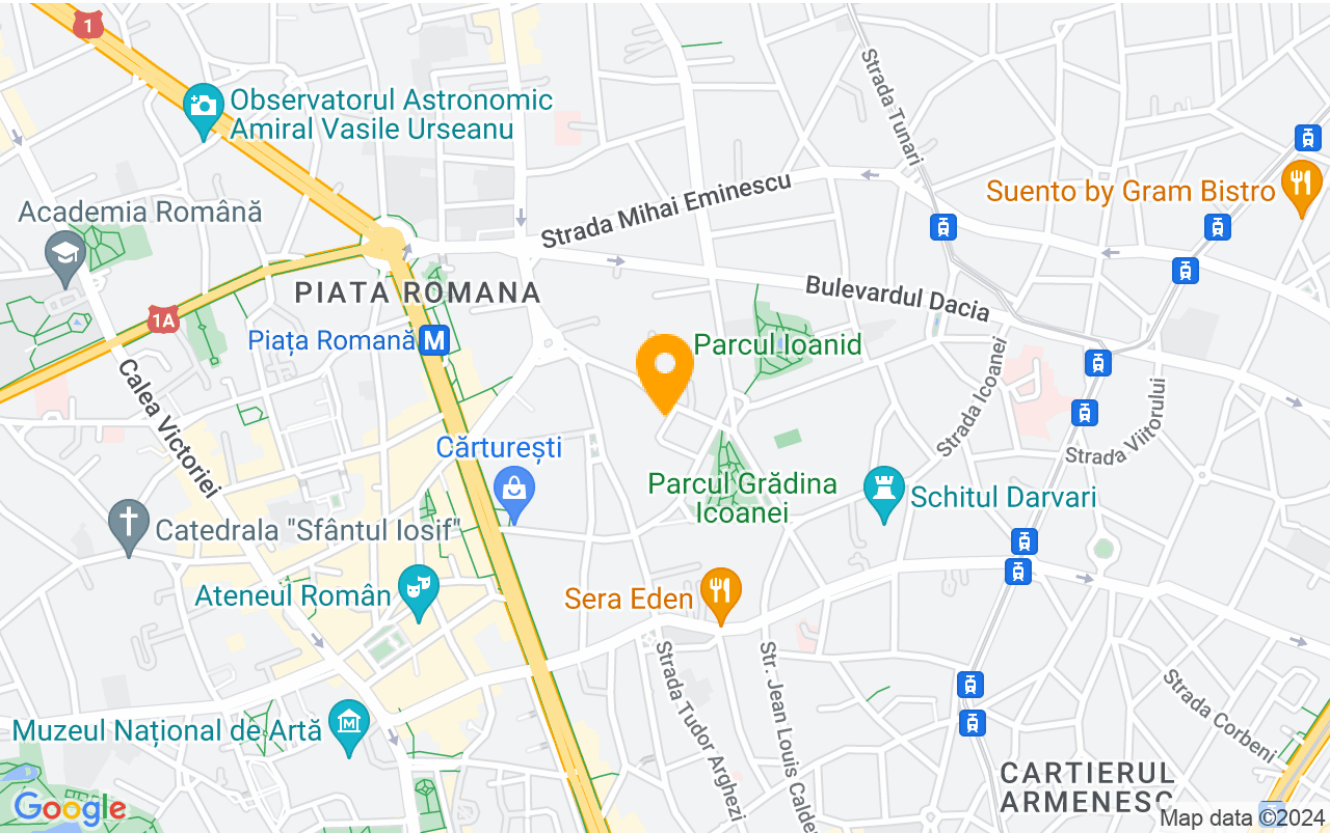 1
Observatorul Astronomic
Amiral Vasile Urseanu
Strada Tunari
Suento by Gram Bistro
Strada Mihai Eminescu
Academia Română
PIATA ROMANA
Bulevardul Dacia
1A
Piața Romană M
Parcul Ioanid
Calea Victoriei
Strada Icoanei
Strada Viitorului
Cărturești
Parcul Grădina
Icoanei
Schitul Darvari
Catedrala "Sfântul Iosif"
Ateneul Român
Sera Eden
Strada Tudor Arghezi
Str. Jean Louis Calde
Strada Corbeni
Muzeul Național de Artă
CARTIERUL
ARMENESC
Google
Map data ©2024